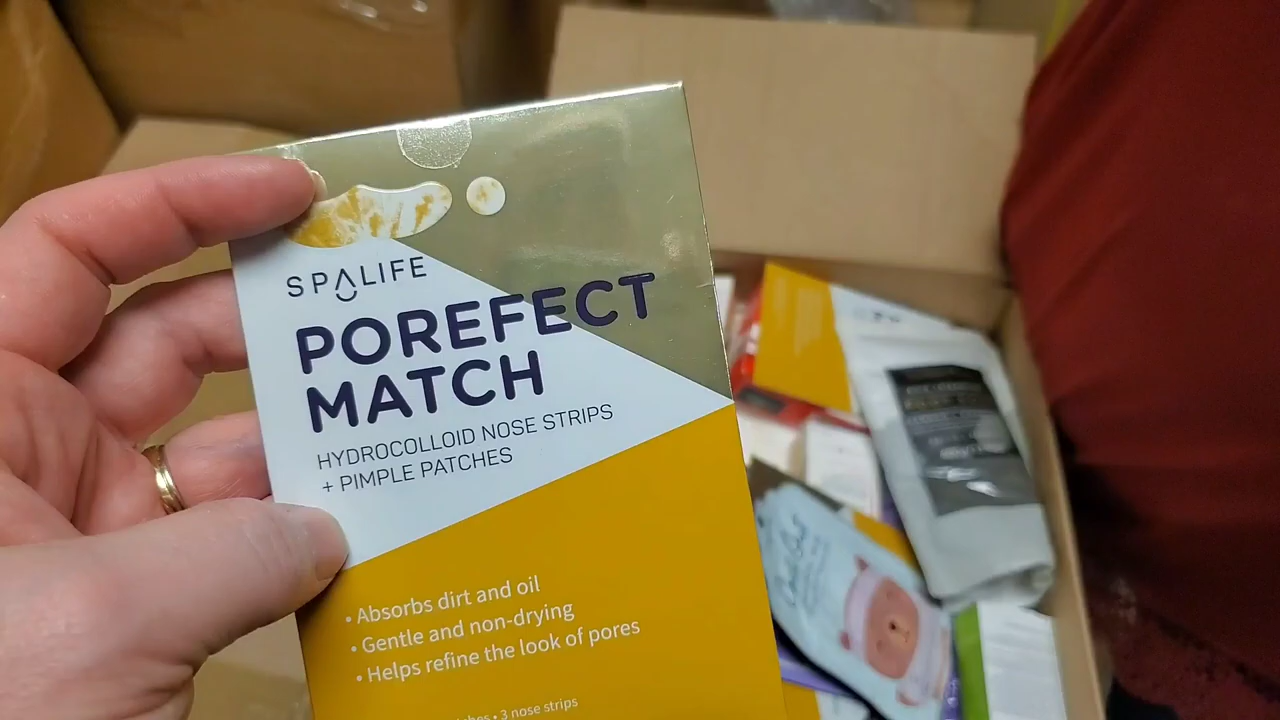 SPALIFE
POREFECT
MATCH
HYDROCOLLOID NOSE STRIPS
+ PIMPLE PATCHES
• Absorbs dirt and oil
• Gentle and non-drying
• Helps refine the look of pores
• 3 nose strips